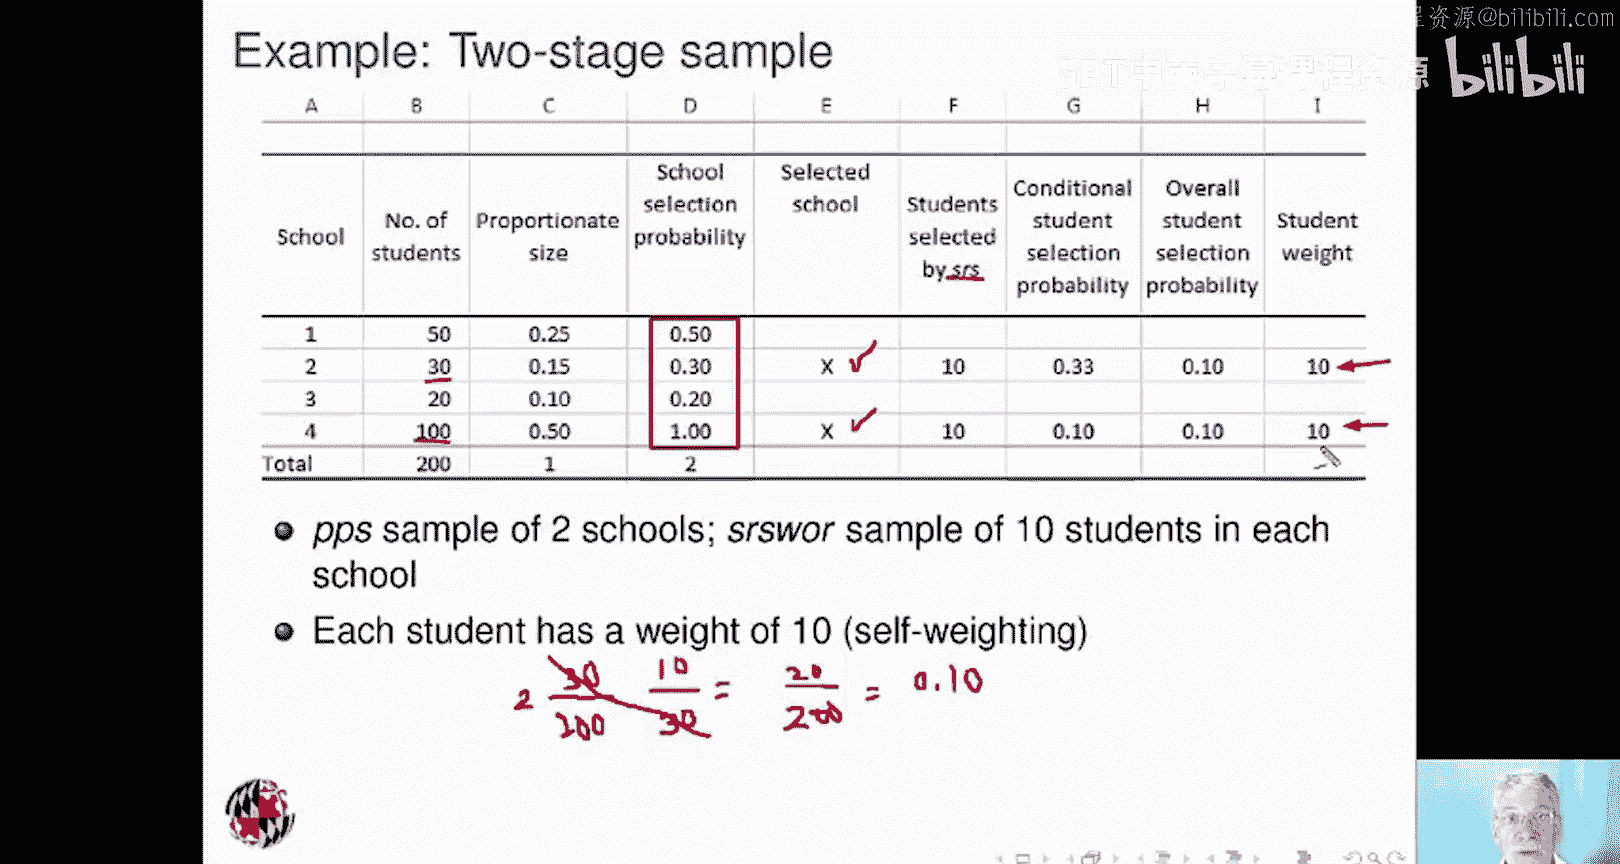 程资源@bilibili.com
bilibili
Example: Two-stage sample
A B C D E F G H I
School No. of students Proportionate size School selection probability Selected school Students selected by srs Conditional student selection probability Overall student selection probability Student weight
1 50 0.25 0.50
2 30 0.15 0.30 X ✓ 10 0.33 0.10 10
3 20 0.10 0.20
4 100 0.50 1.00 X ✓ 10 0.10 0.10 10
Total 200 1 2
pps sample of 2 schools; srswor sample of 10 students in each
school
Each student has a weight of 10 (self-weighting)
2 30/200 10/30 = 20/200 = 0.10